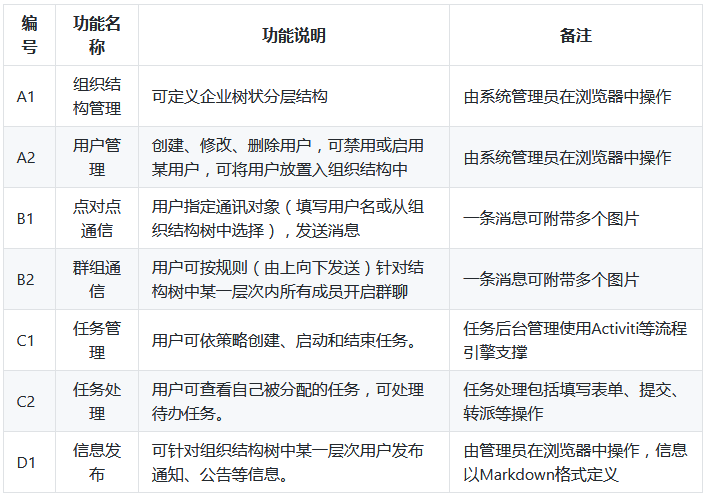 编
号
功能名
称
功能说明
备注
A1
组织结
构管理
可定义企业树状分层结构
由系统管理员在浏览器中操作
A2
用户管
理
创建、修改、删除用户，可禁用或启用
某用户，可将用户放置入组织结构中
由系统管理员在浏览器中操作
B1
点对点
通信
用户指定通讯对象（填写用户名或从组
织结构树中选择），发送消息
一条消息可附带多个图片
B2
群组通
信
用户可按规则（由上向下发送）针对结
构树中某一层次内所有成员开启群聊
一条消息可附带多个图片
C1
任务管
理
用户可依策略创建、启动和结束任务。
任务后台管理使用Activiti等流程
引擎支撑
C2
任务处
理
用户可查看自己被分配的任务，可处理
待办任务。
任务处理包括填写表单、提交、
转派等操作
D1
信息发
布
可针对组织结构树中某一层次用户发布
通知、公告等信息。
由管理员在浏览器中操作，信息
以Markdown格式定义